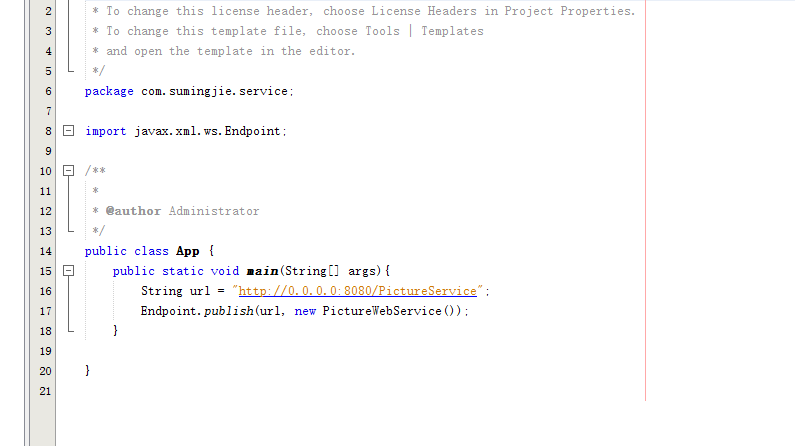 2 * To change this license header, choose License Headers in Project Properties.
3 * To change this template file, choose Tools | Templates
4 * and open the template in the editor.
5 */
6 package com.sumingjie.service;
7
8 import javax.xml.ws.Endpoint;
9
10 /**
11 *
12 * @author Administrator
13 */
14 public class App {
15 public static void main(String[] args){
16 String url = "http://0.0.0.0:8080/PictureService";
17 Endpoint.publish(url, new PictureWebService());
18 }
19
20 }
21